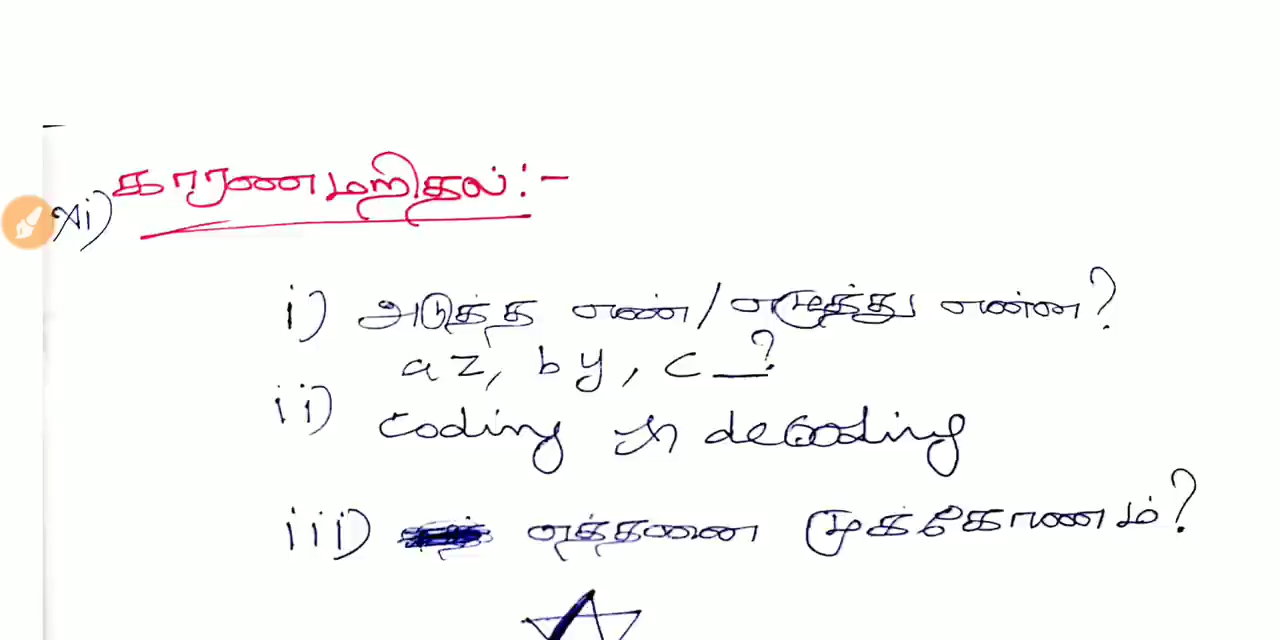 xi) காரணமறிதல்:-
i) அடுத்த எண்/எழுத்து என்ன?
az, by, c_?
ii) coding & decoding
iii) எத்தனை முக்கோணம்?